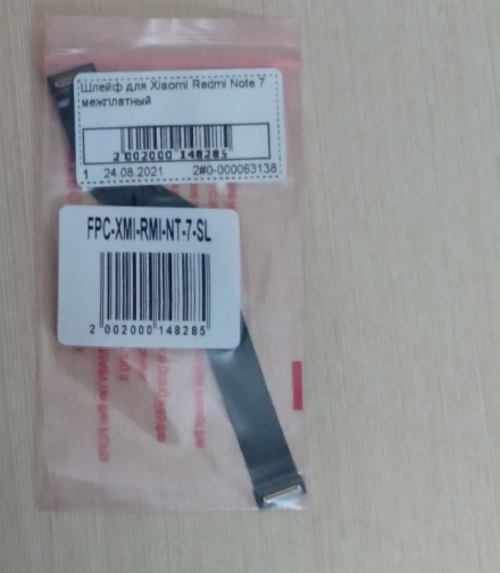 Шлейф для Xiaomi Redmi Note 7
межплатный
2 002000 148285
1 24.08.2021 2#0-000063138
FPC-XMI-RMI-NT-7-SL
2 002000 148285